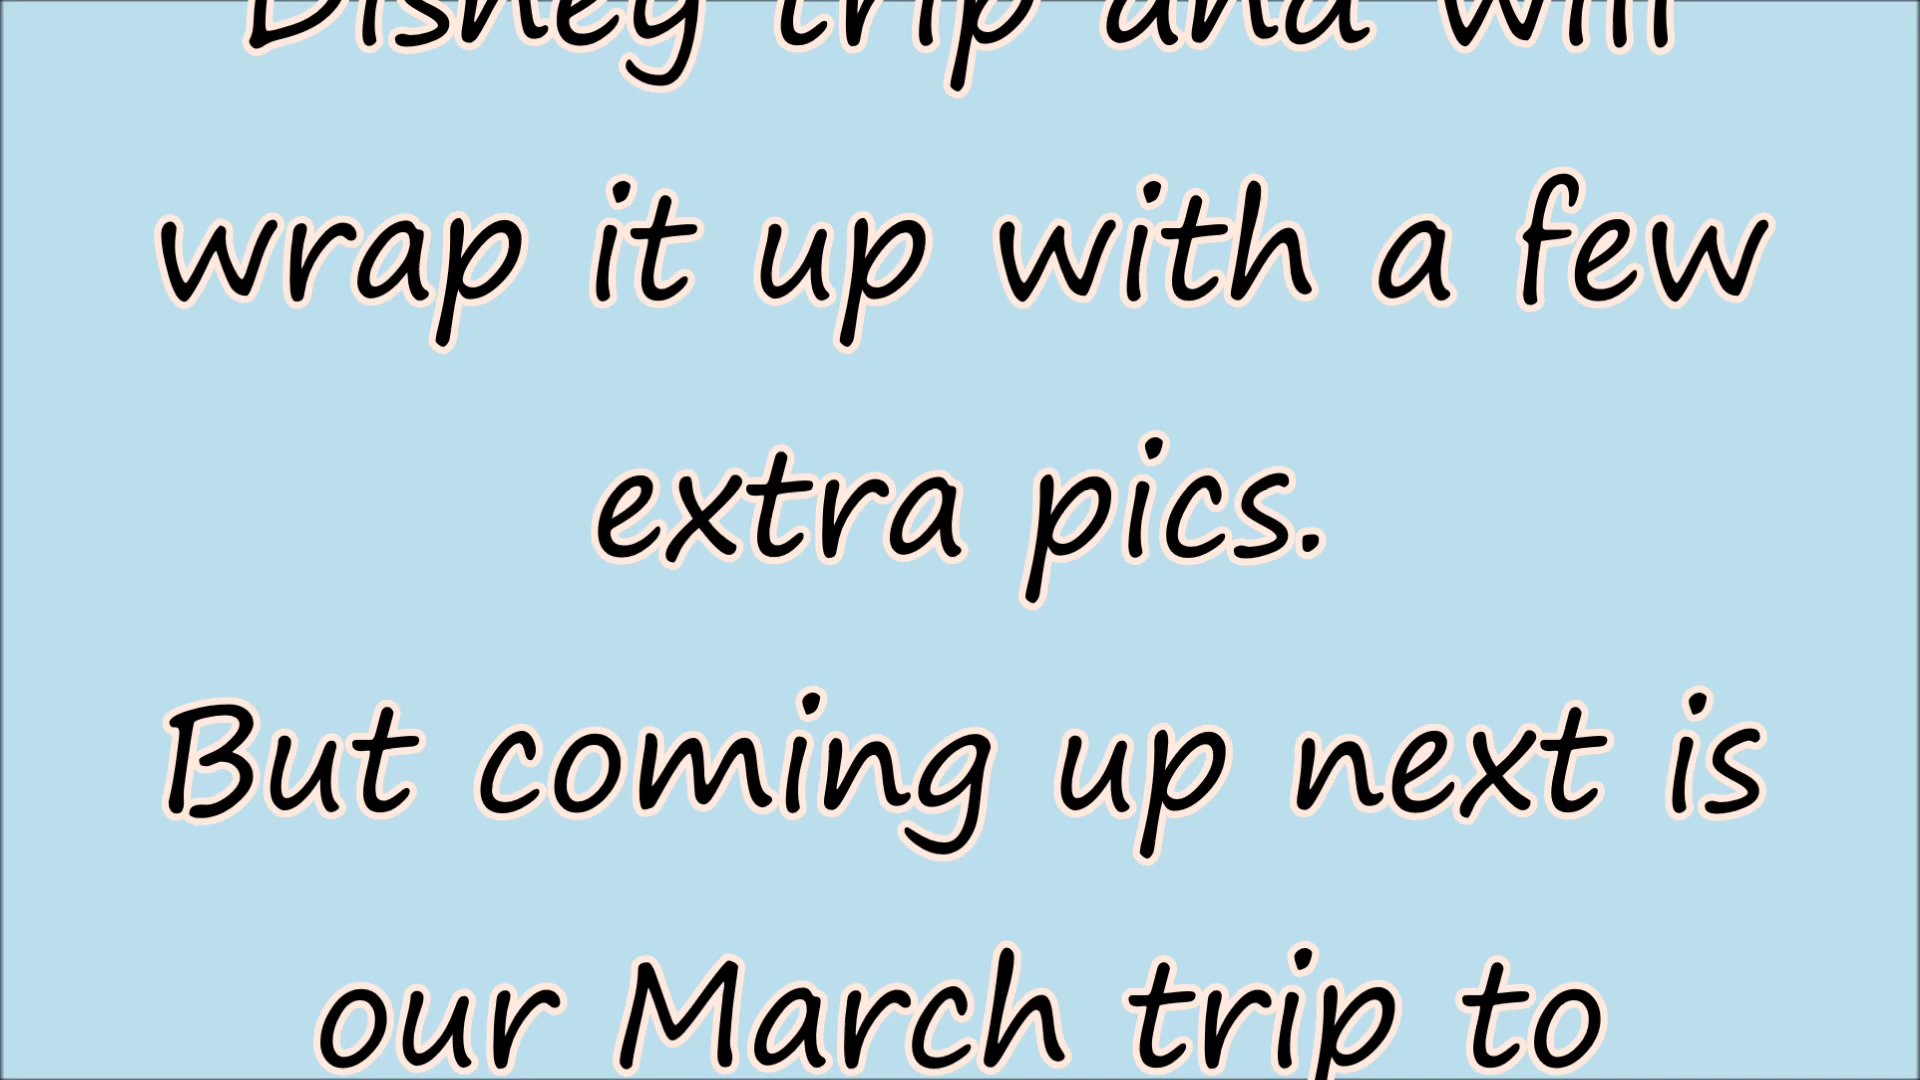 Disney trip and will
wrap it up with a few
extra pics.
But coming up next is
our March trip to